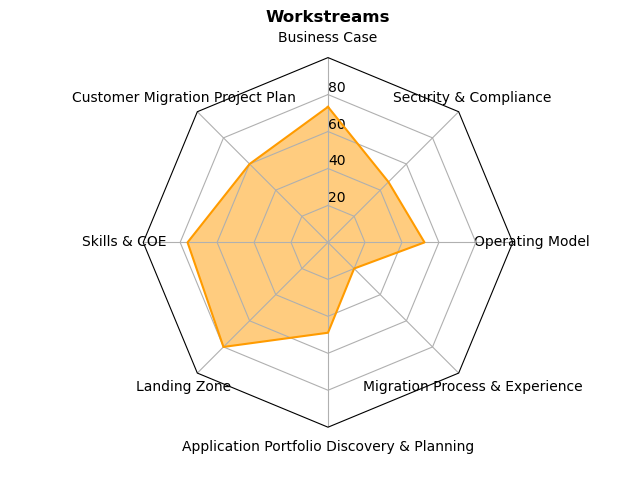 Workstreams
Business Case
80
Customer Migration Project Plan
Security & Compliance
60
40
20
Skills & COE
Operating Model
Landing Zone
Migration Process & Experience
Application Portfolio Discovery & Planning